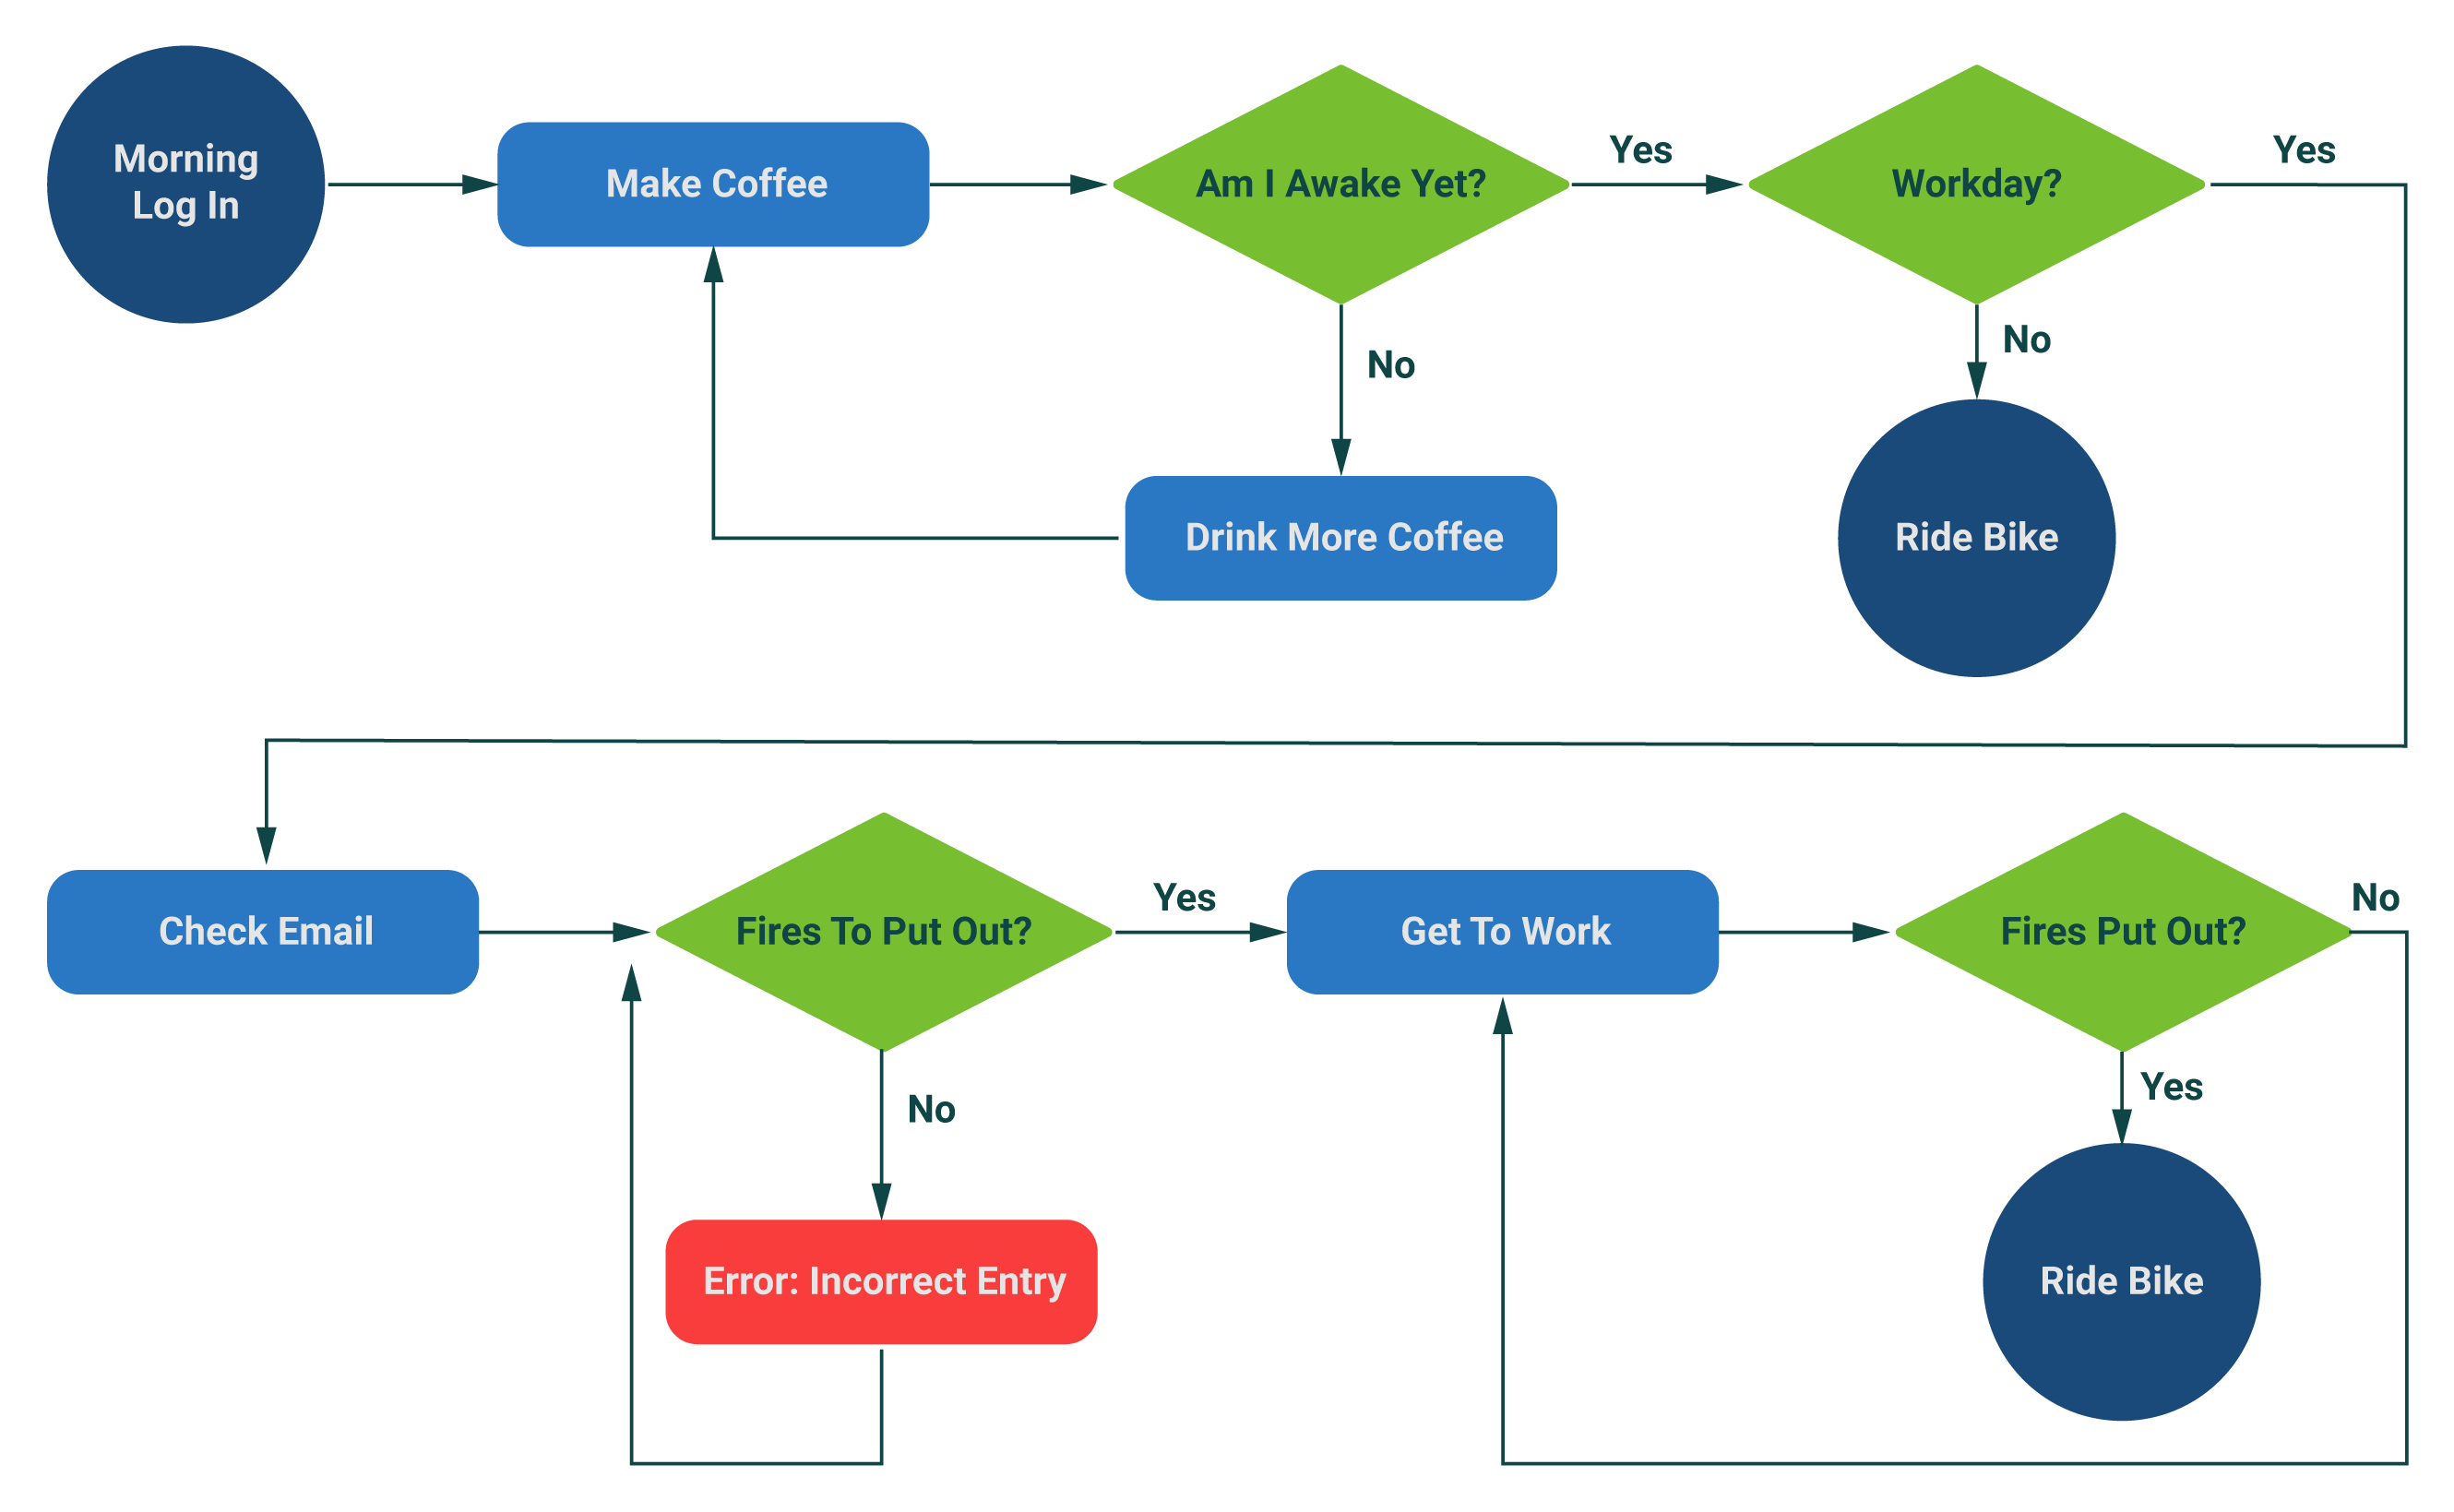 Morning
Log In
Make Coffee
Am I Awake Yet?
Yes
Workday?
Yes
No
No
Drink More Coffee
Ride Bike
Check Email
Fires To Put Out?
Yes
Get To Work
Fires Put Out?
No
No
Yes
Error: Incorrect Entry
Ride Bike